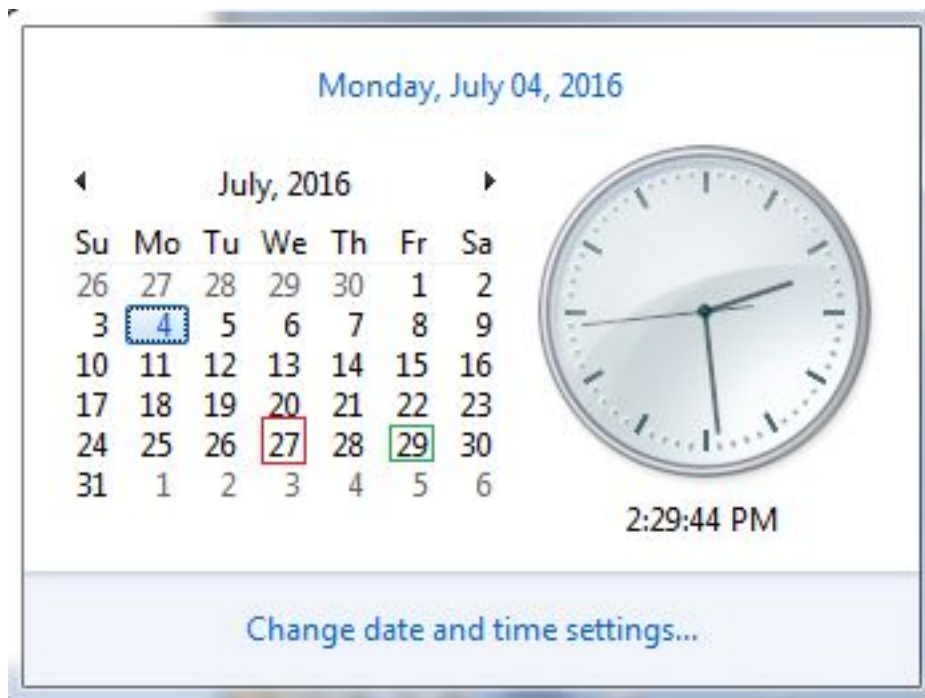 Monday, July 04, 2016
July, 2016
Su Mo Tu We Th Fr Sa
26 27 28 29 30 1 2
3 4 5 6 7 8 9
10 11 12 13 14 15 16
17 18 19 20 21 22 23
24 25 26 27 28 29 30
31 1 2 3 4 5 6
2:29:44 PM
Change date and time settings...